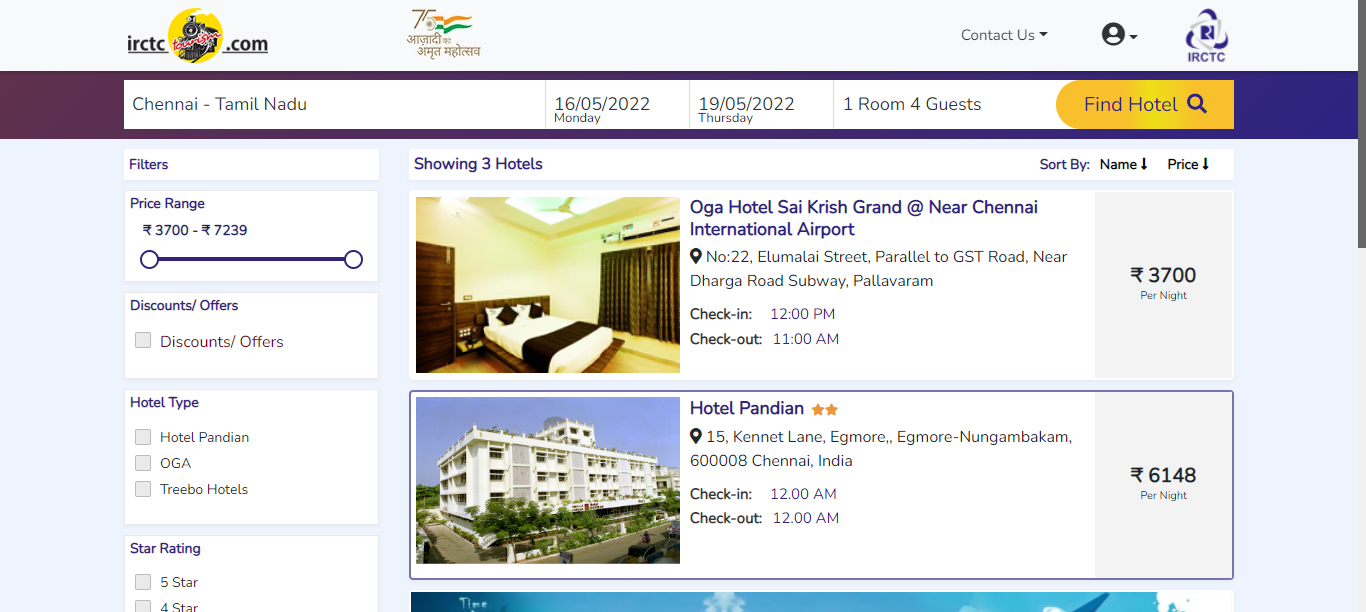 irctc tourism .com
75
आज़ादी का
अमृत महोत्सव
Contact Us
IRCTC
Chennai - Tamil Nadu
16/05/2022
Monday
19/05/2022
Thursday
1 Room 4 Guests
Find Hotel
Filters
Price Range
₹ 3700 - ₹ 7239
Discounts/ Offers
Discounts/ Offers
Hotel Type
Hotel Pandian
OGA
Treebo Hotels
Star Rating
5 Star
4 Star
Showing 3 Hotels
Sort By: Name Price
Oga Hotel Sai Krish Grand @ Near Chennai
International Airport
No:22, Elumalai Street, Parallel to GST Road, Near
Dharga Road Subway, Pallavaram
Check-in: 12:00 PM
Check-out: 11:00 AM
₹ 3700
Per Night
Hotel Pandian
15, Kennet Lane, Egmore,, Egmore-Nungambakam,
600008 Chennai, India
Check-in: 12.00 AM
Check-out: 12.00 AM
₹ 6148
Per Night
Time